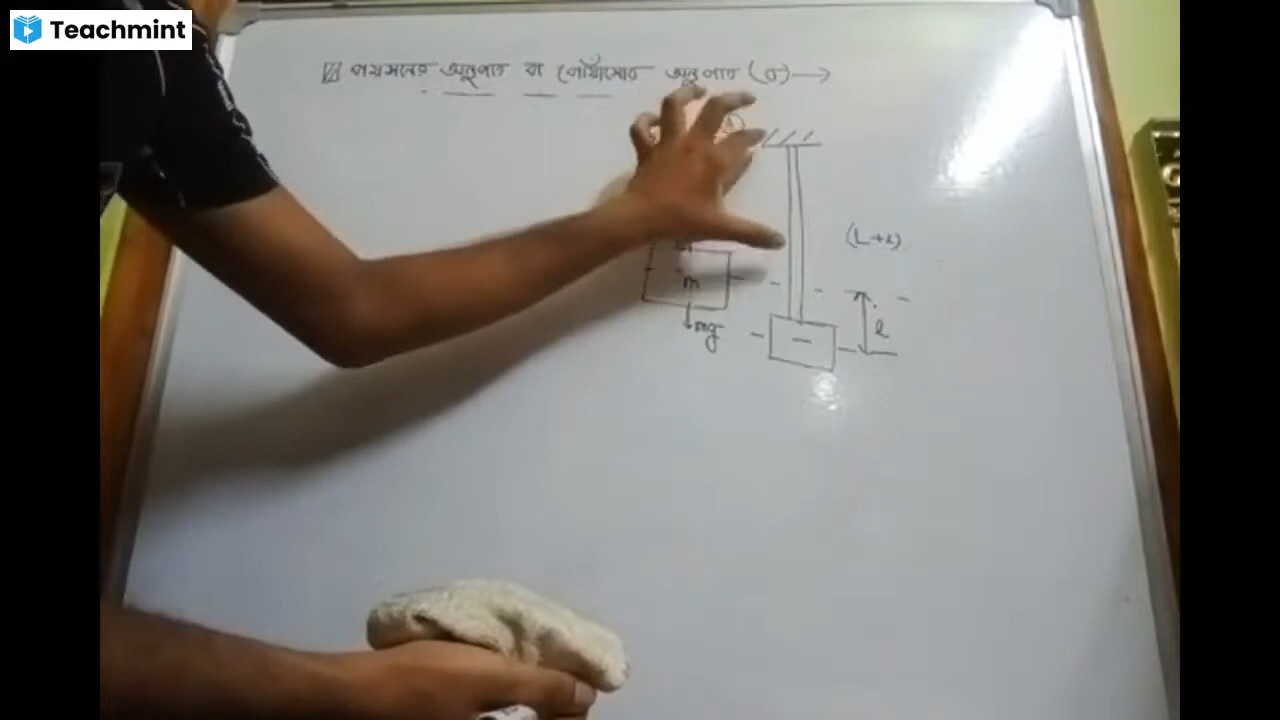 Teachmint
পয়সনের অনুপাত বা পোয়াঁসোর অনুপাত (σ) →
(L+l)
m
mg
l